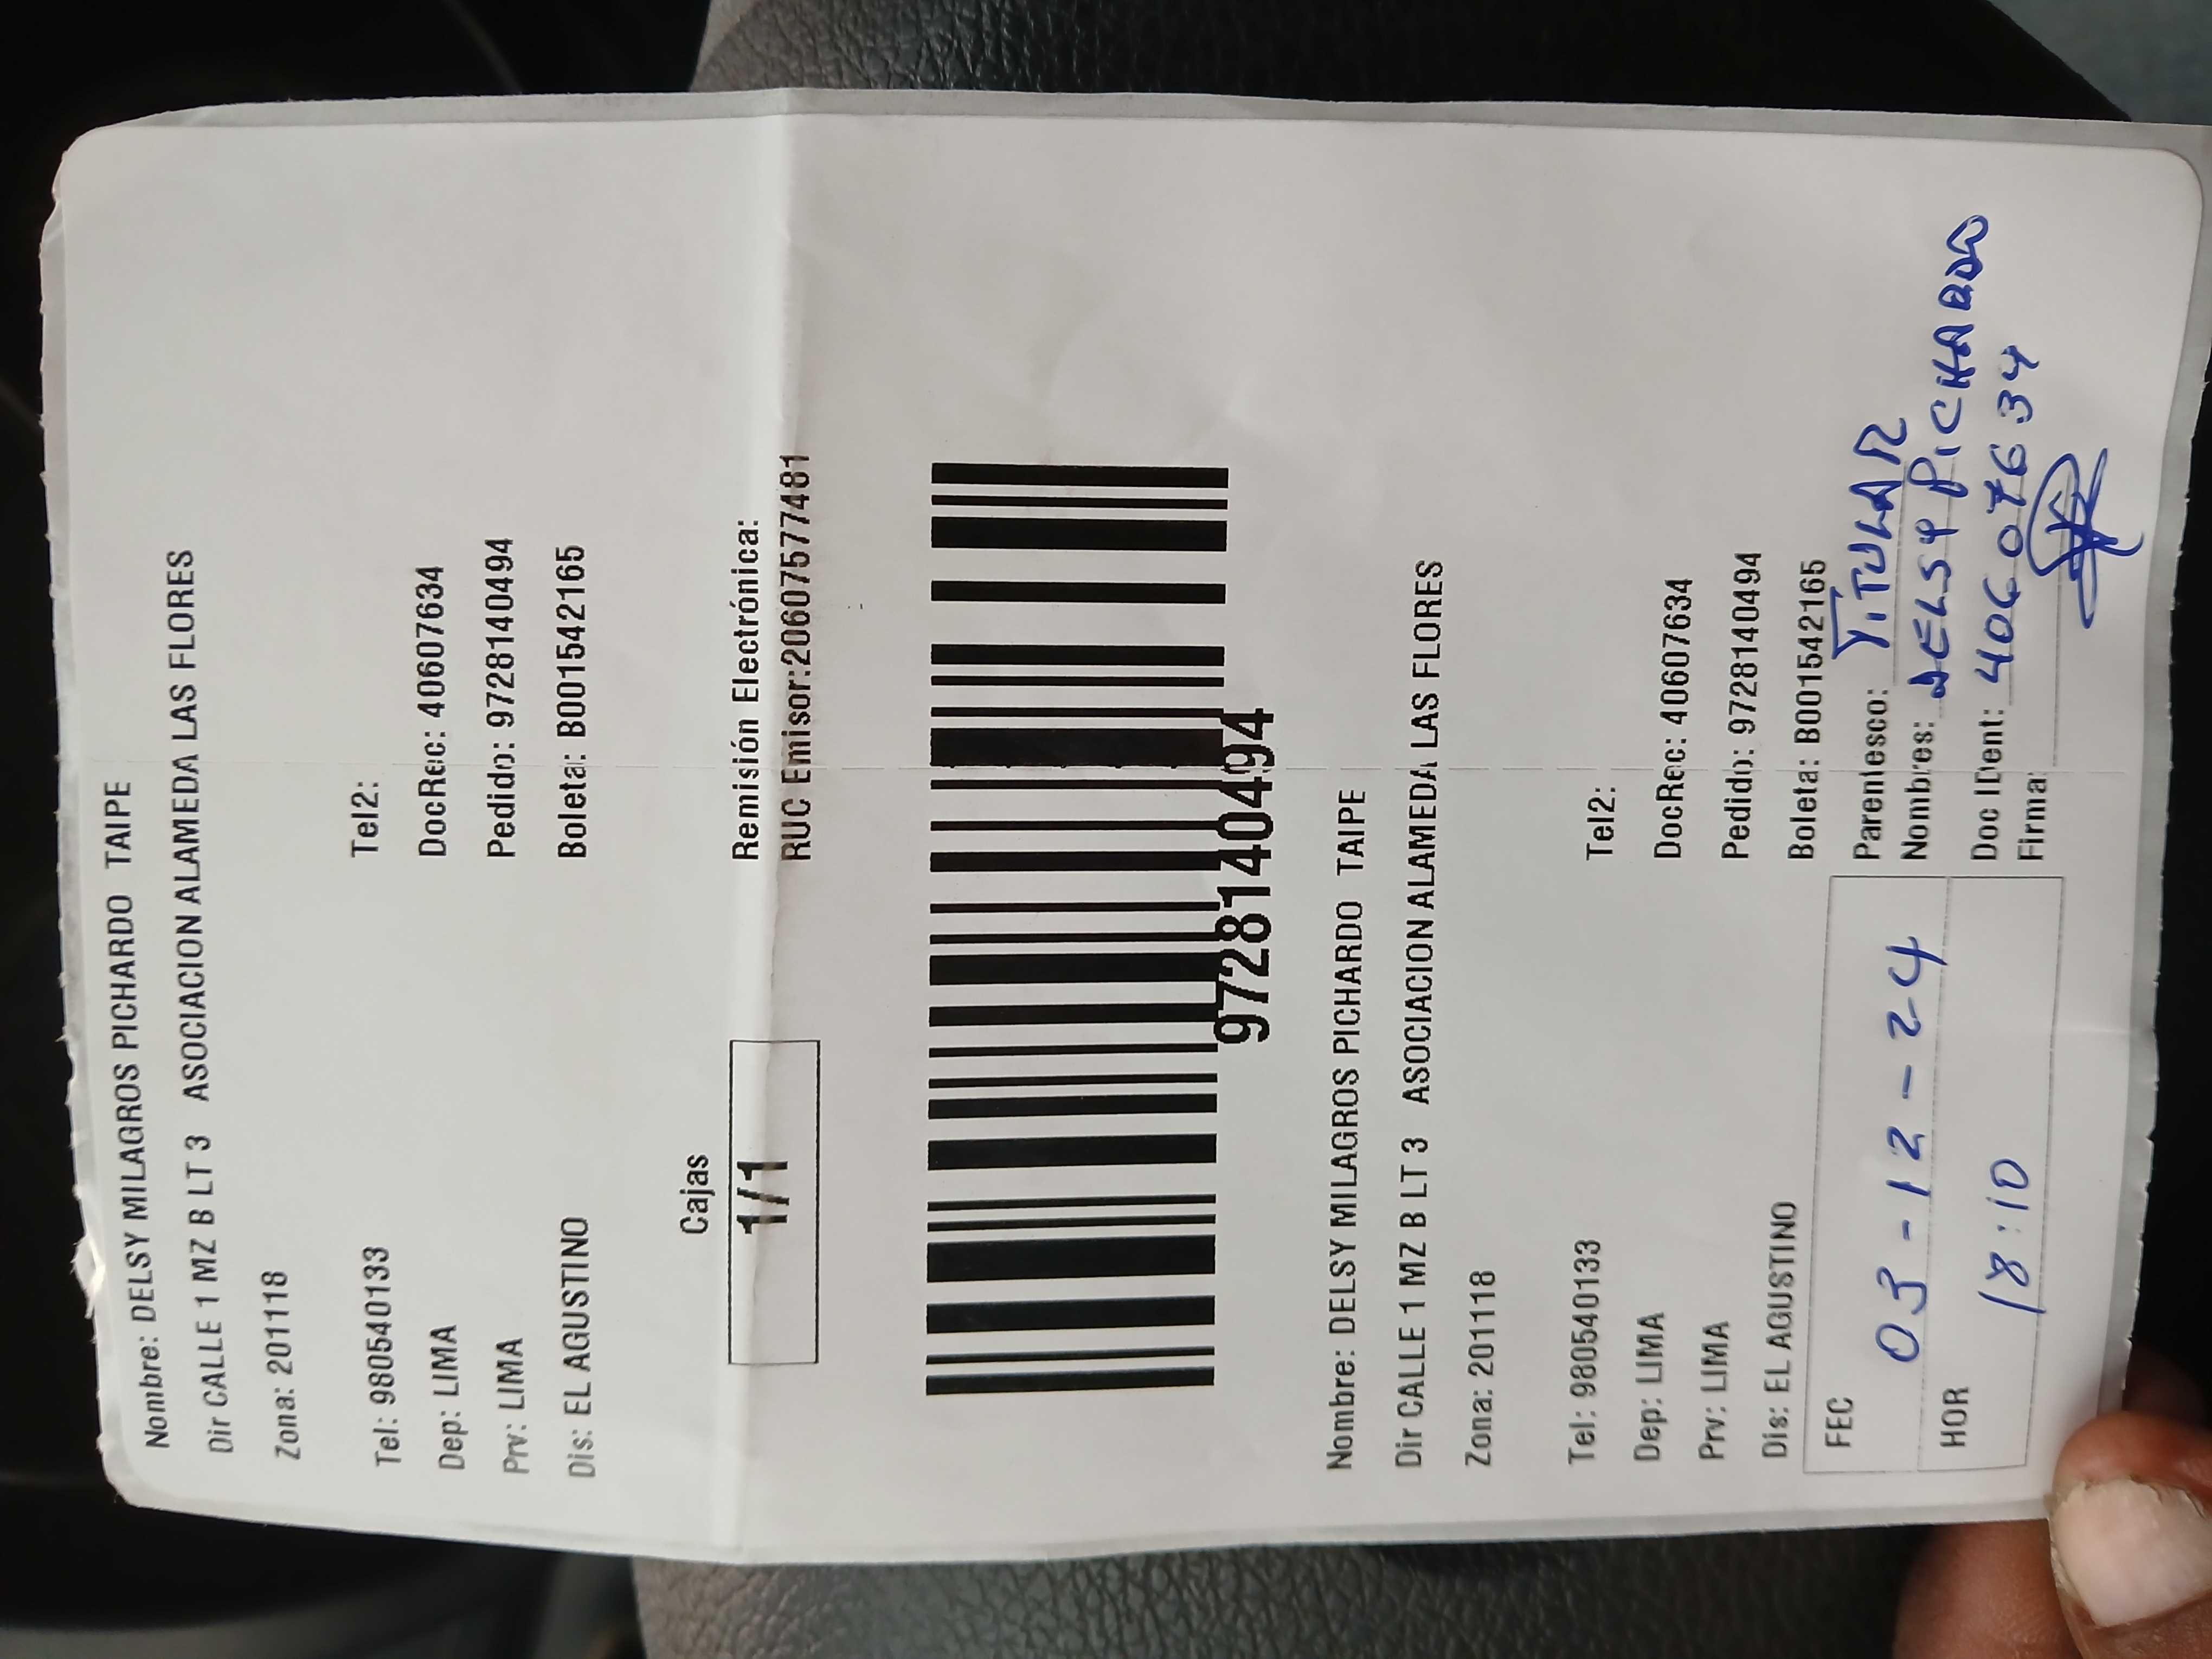 Nombre: DELSY MILAGROS PICHARDO TAIPE
Dir CALLE 1 MZ B LT 3 ASOCIACION ALAMEDA LAS FLORES
Zona: 201118
Tel: 980540133 Tel2:
Dep: LIMA DocRec: 40607634
Prv: LIMA Pedido: 9728140494
Dis: EL AGUSTINO Boleta: B001542165
Cajas
1/1
Remisión Electrónica:
RUC Emisor:20607577481
9728140494
Nombre: DELSY MILAGROS PICHARDO TAIPE
Dir CALLE 1 MZ B LT 3 ASOCIACION ALAMEDA LAS FLORES
Zona: 201118
Tel: 980540133 Tel2:
Dep: LIMA DocRec: 40607634
Prv: LIMA Pedido: 9728140494
Dis: EL AGUSTINO Boleta: B001542165
FEC 03-12-24
HOR 18:10
Parentesco: TITULAR
Nombres: DELSY PICHARDO
Doc IDent: 40607634
Firma: